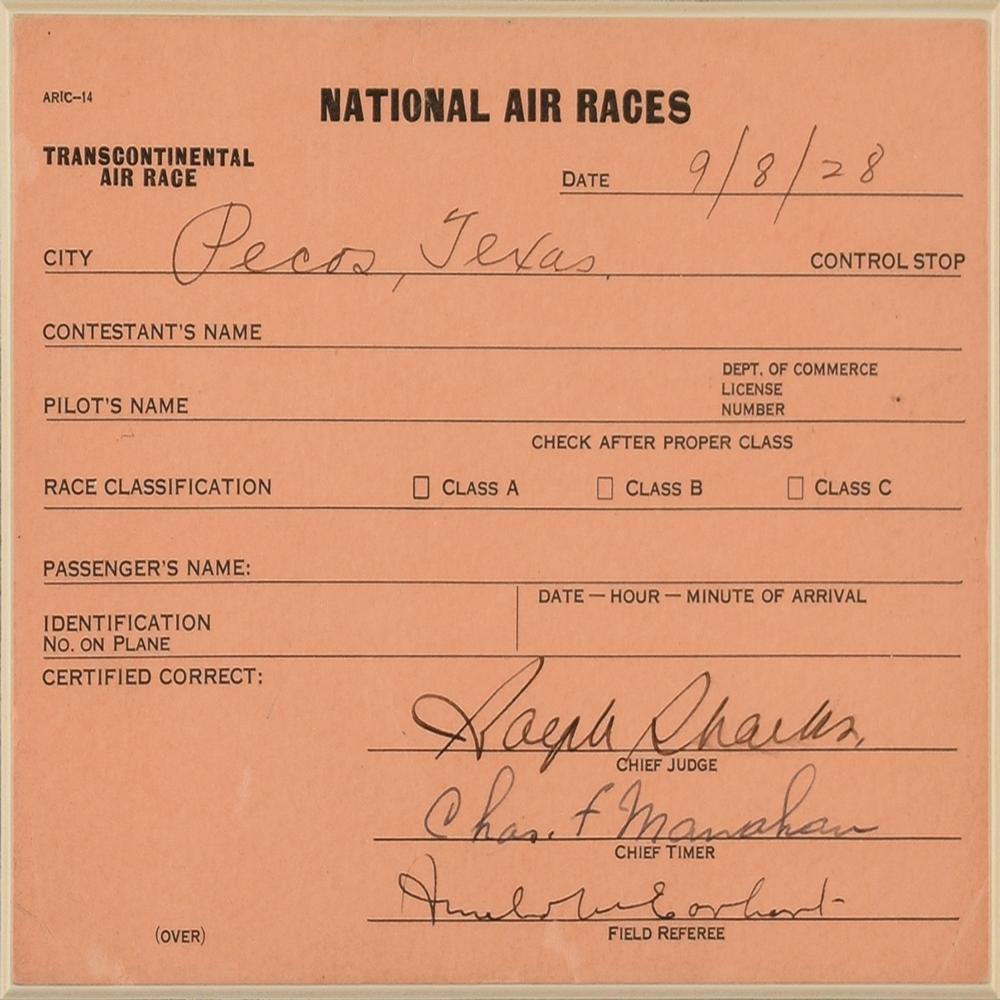 ARIC-14
NATIONAL AIR RACES
TRANSCONTINENTAL
AIR RACE
DATE 9/8/28
CITY Pecos, Texas. CONTROL STOP
CONTESTANT'S NAME
DEPT. OF COMMERCE
LICENSE
PILOT'S NAME NUMBER
CHECK AFTER PROPER CLASS
RACE CLASSIFICATION CLASS A CLASS B CLASS C
PASSENGER'S NAME:
DATE — HOUR — MINUTE OF ARRIVAL
IDENTIFICATION
NO. ON PLANE
CERTIFIED CORRECT:
Ralph
CHIEF JUDGE
Chas. F Manahan
CHIEF TIMER
Amelia M Earhart
FIELD REFEREE
(OVER)